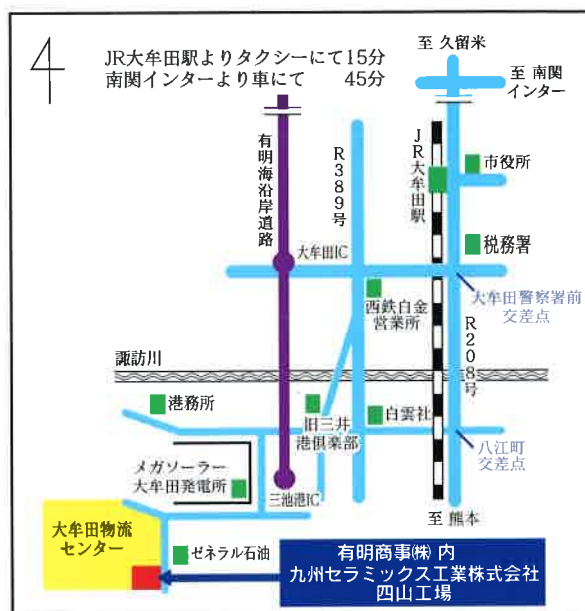 JR大牟田駅よりタクシーにて15分
南関インターより車にて 45分
至 久留米
至 南関
インター
有明海沿岸道路
R389号
JR大牟田駅
市役所
税務署
大牟田IC
西鉄白金
営業所
大牟田警察署前
交差点
R208号
諏訪川
港務所
旧三井
港倶楽部
白雲社
八江町
交差点
メガソーラー
大牟田発電所
三池港IC
至 熊本
大牟田物流
センター
ゼネラル石油
有明商事㈱ 内
九州セラミックス工業株式会社
四山工場